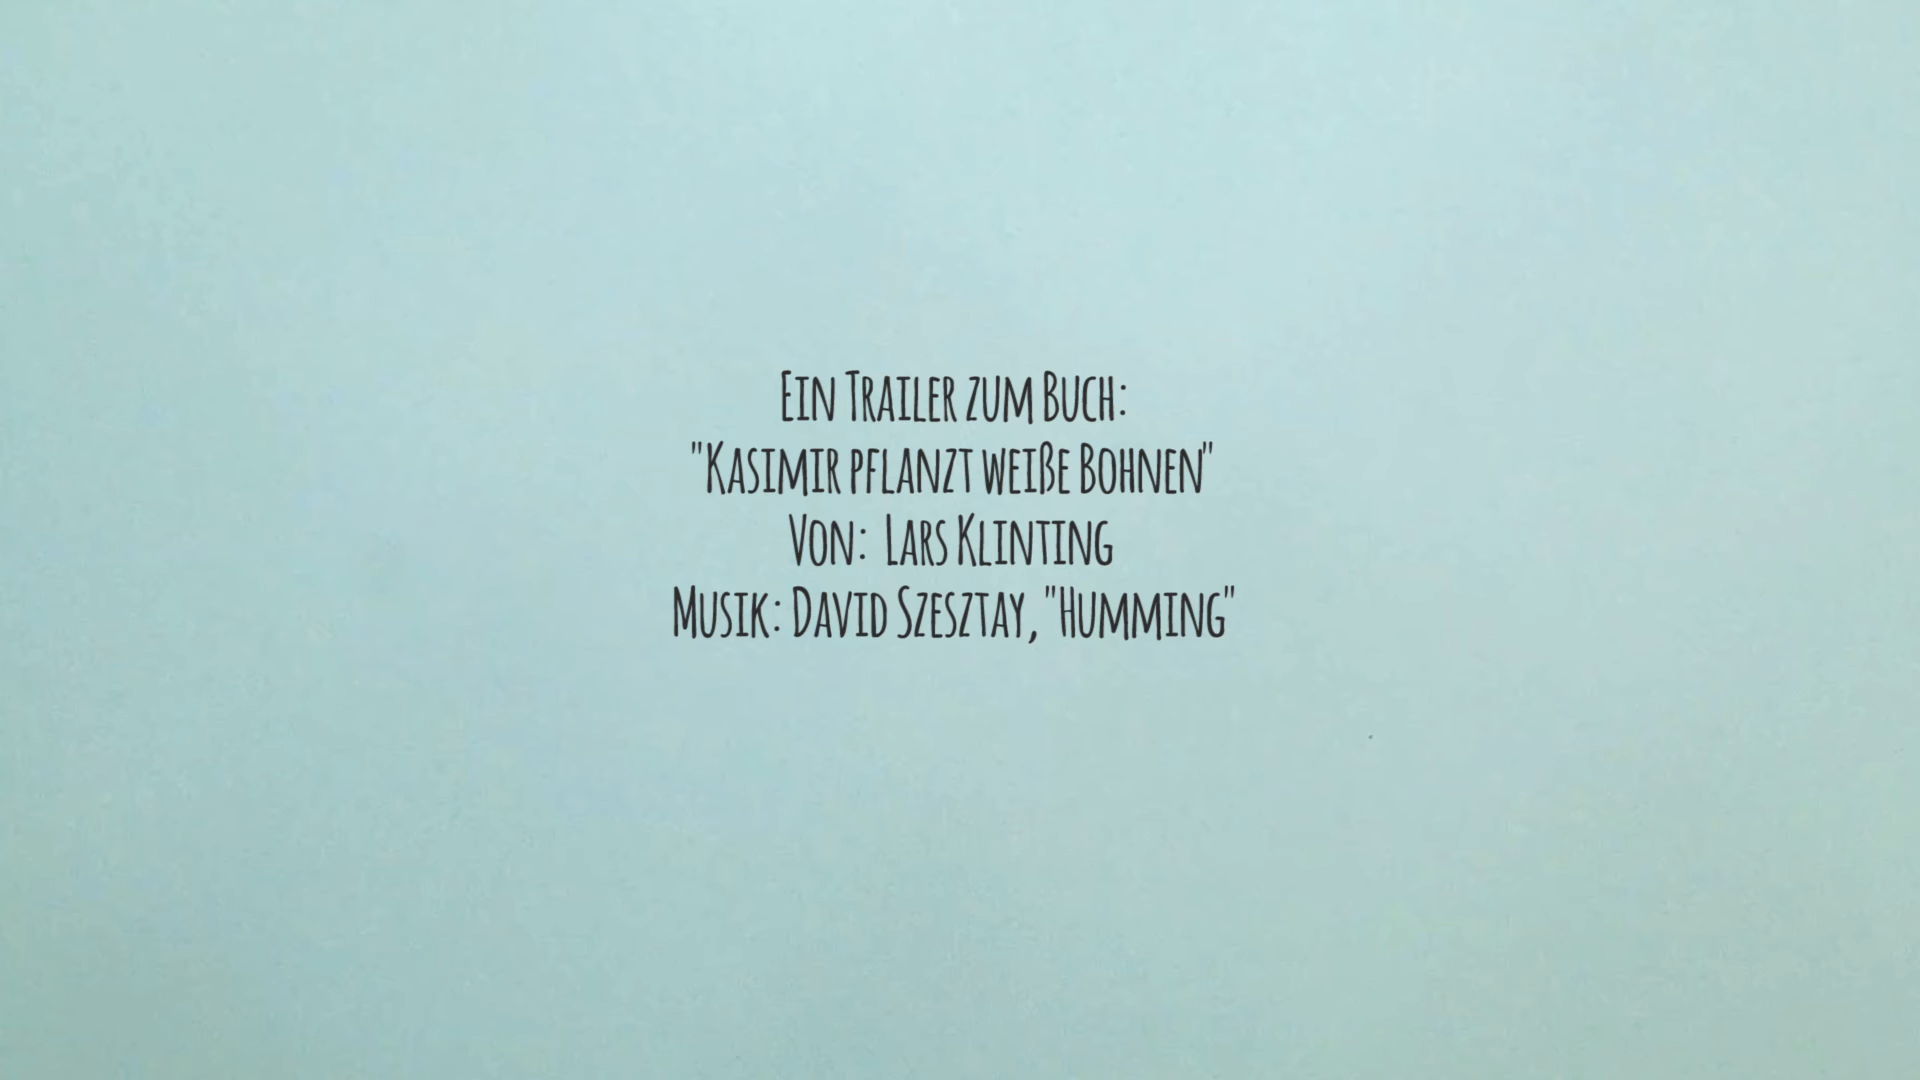 Ein Trailer zum Buch:
"Kasimir pflanzt weiße Bohnen"
Von: Lars Klinting
Musik: David Szesztay, "Humming"